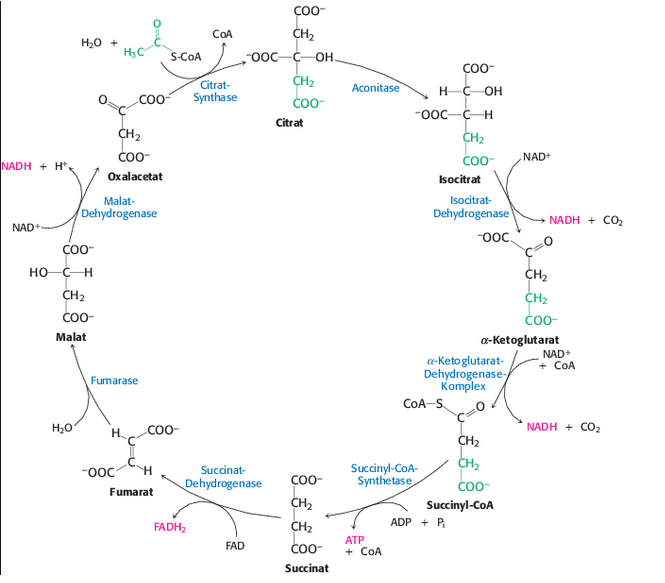 H₂O +
O
C
H₃C
S-CoA
CoA
Citrat-
Synthase
COO⁻
CH₂
⁻OOC—C—OH
CH₂
COO⁻
Citrat
Aconitase
COO⁻
H—C—OH
⁻OOC—C—H
CH₂
COO⁻
Isocitrat
NAD⁺
Isocitrat-
Dehydrogenase
NADH + CO₂
⁻OOC
O
C
CH₂
CH₂
COO⁻
α-Ketoglutarat
α-Ketoglutarat-
Dehydrogenase-
Komplex
NAD⁺
+ CoA
NADH + CO₂
CoA—S
O
C
CH₂
CH₂
COO⁻
Succinyl-CoA
Succinyl-CoA-
Synthetase
ADP + Pᵢ
ATP
+ CoA
COO⁻
CH₂
CH₂
COO⁻
Succinat
Succinat-
Dehydrogenase
FAD
FADH₂
H
COO⁻
C
C
⁻OOC
H
Fumarat
Fumarase
H₂O
COO⁻
HO—C—H
CH₂
COO⁻
Malat
NAD⁺
Malat-
Dehydrogenase
NADH + H⁺
O
COO⁻
C
CH₂
COO⁻
Oxalacetat